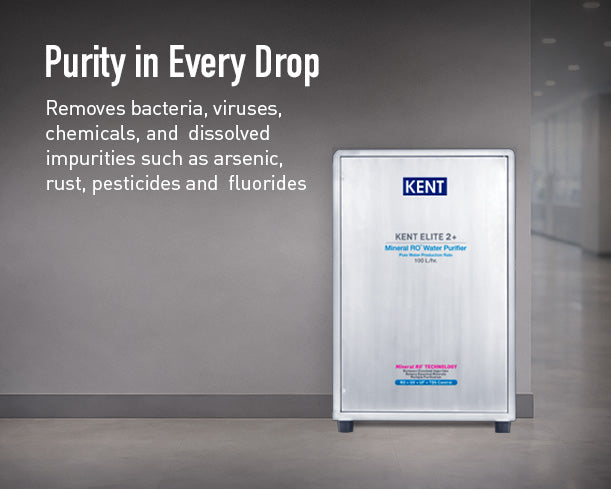 Purity in Every Drop
Removes bacteria, viruses,
chemicals, and dissolved
impurities such as arsenic,
rust, pesticides and fluorides
KENT
KENT ELITE 2+
Mineral RO Water Purifier
Pure Water Production Rate
100 L/hr.
Mineral RO TECHNOLOGY
RO + UV + UF + TDS Control